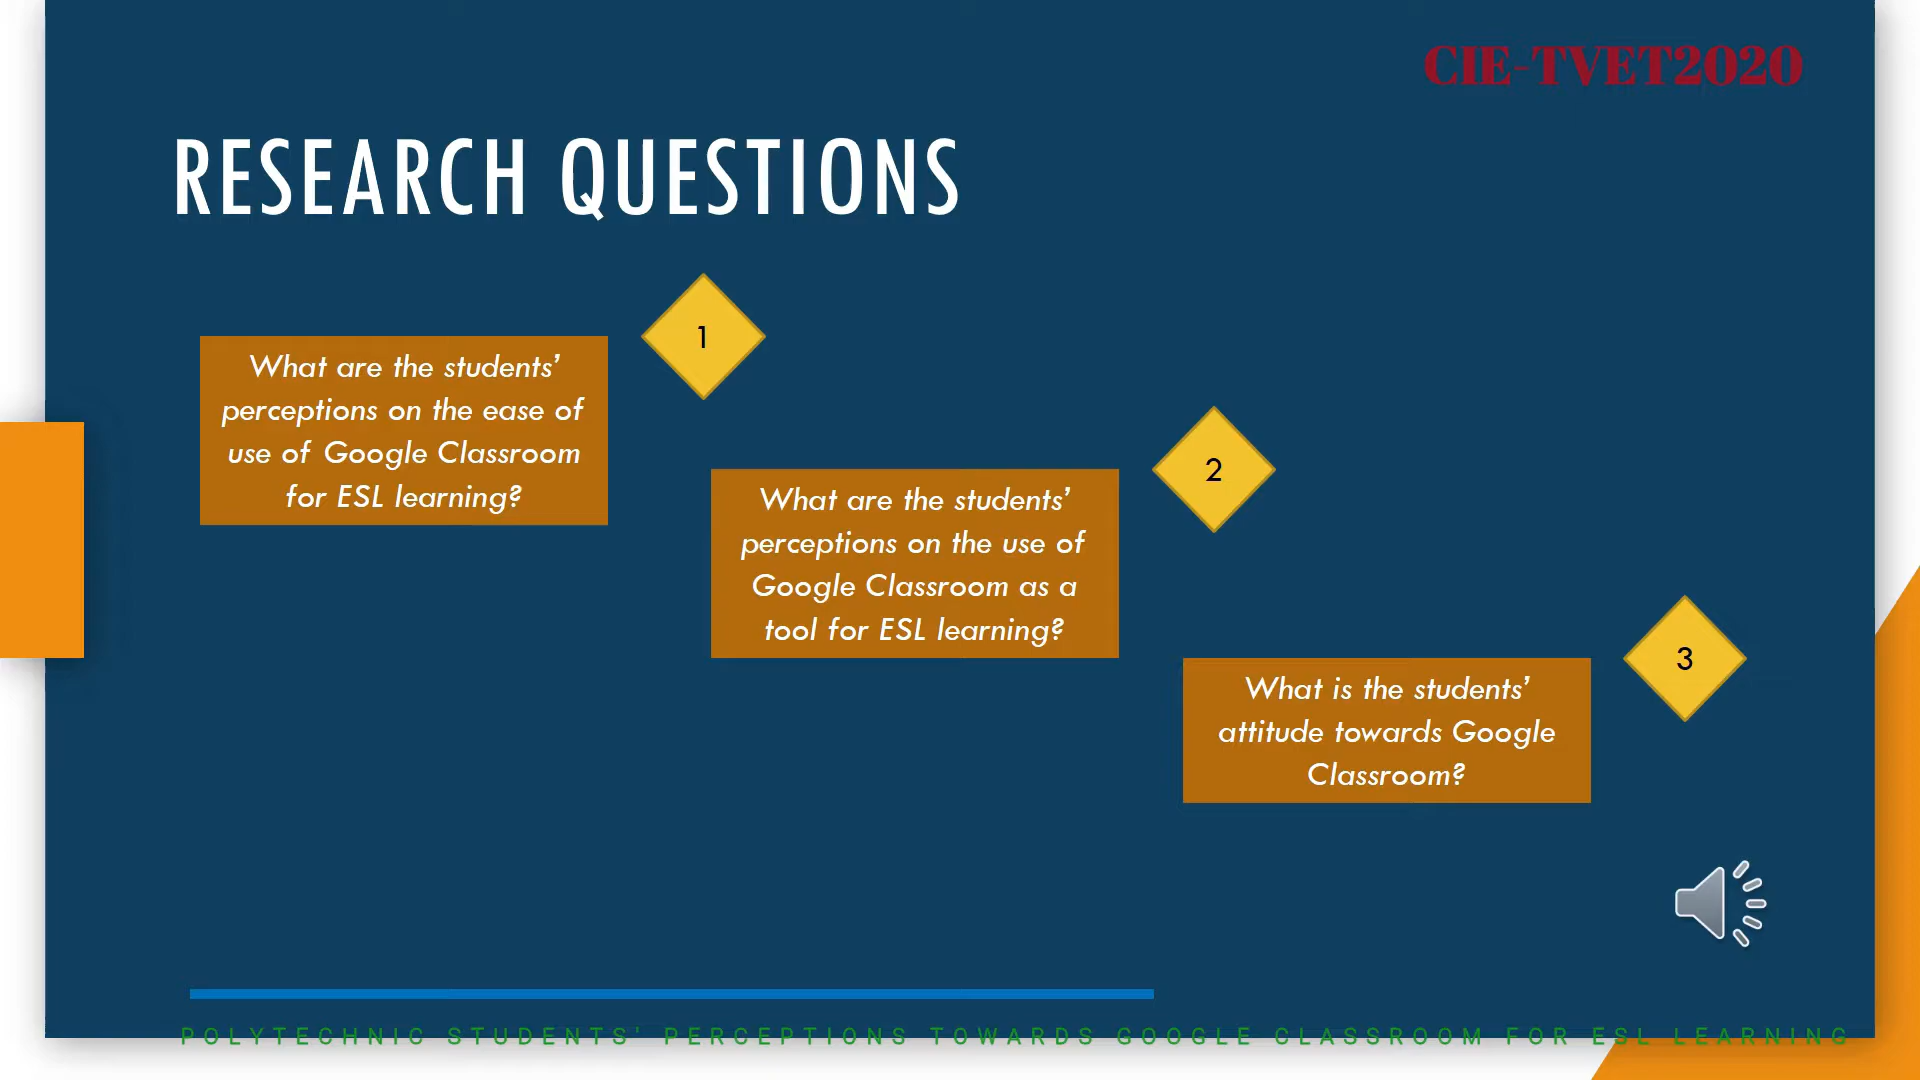 CIE-TVET2020
RESEARCH QUESTIONS
1
What are the students’
perceptions on the ease of
use of Google Classroom
for ESL learning?
2
What are the students’
perceptions on the use of
Google Classroom as a
tool for ESL learning?
3
What is the students’
attitude towards Google
Classroom?
POLYTECHNIC STUDENTS' PERCEPTIONS TOWARDS GOOGLE CLASSROOM FOR ESL LEARNING